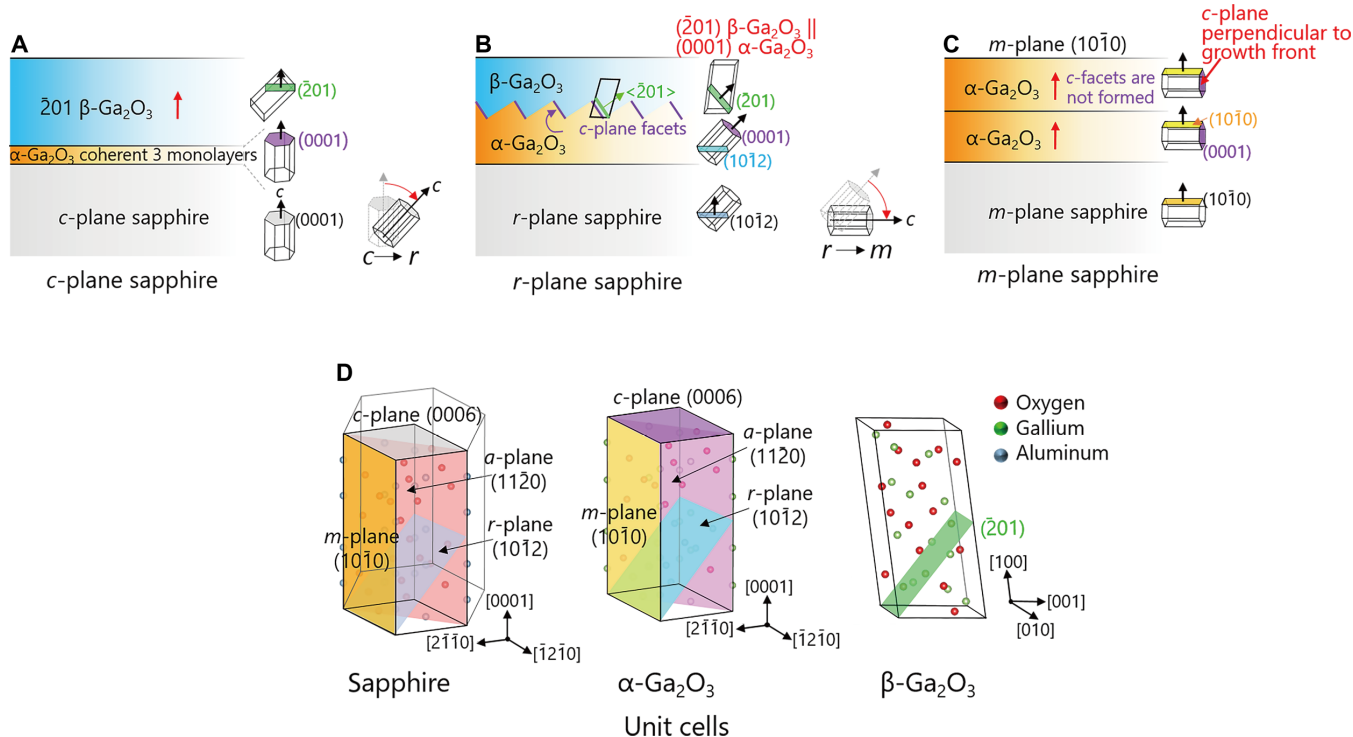 A
2̄01 β-Ga₂O₃
α-Ga₂O₃ coherent 3 monolayers
c-plane sapphire
c-plane sapphire
(2̄01)
(0001)
c
(0001)
c
c → r
B
(2̄01) β-Ga₂O₃ ||
(0001) α-Ga₂O₃
β-Ga₂O₃
<2̄01>
c-plane facets
α-Ga₂O₃
r-plane sapphire
r-plane sapphire
(2̄01)
(0001)
(101̄2)
(101̄2)
c
r → m
C
m-plane (101̄0)
c-plane
perpendicular to
growth front
α-Ga₂O₃
c-facets are
not formed
α-Ga₂O₃
(101̄0)
(0001)
m-plane sapphire
(101̄0)
m-plane sapphire
D
c-plane (0006)
a-plane
(112̄0)
m-plane
(101̄0)
r-plane
(101̄2)
[0001]
[21̄1̄0]
[1̄21̄0]
Sapphire
c-plane (0006)
a-plane
(112̄0)
r-plane
(101̄2)
m-plane
(101̄0)
[0001]
[21̄1̄0]
[1̄21̄0]
α-Ga₂O₃
Oxygen
Gallium
Aluminum
(2̄01)
[100]
[001]
[010]
β-Ga₂O₃
Unit cells